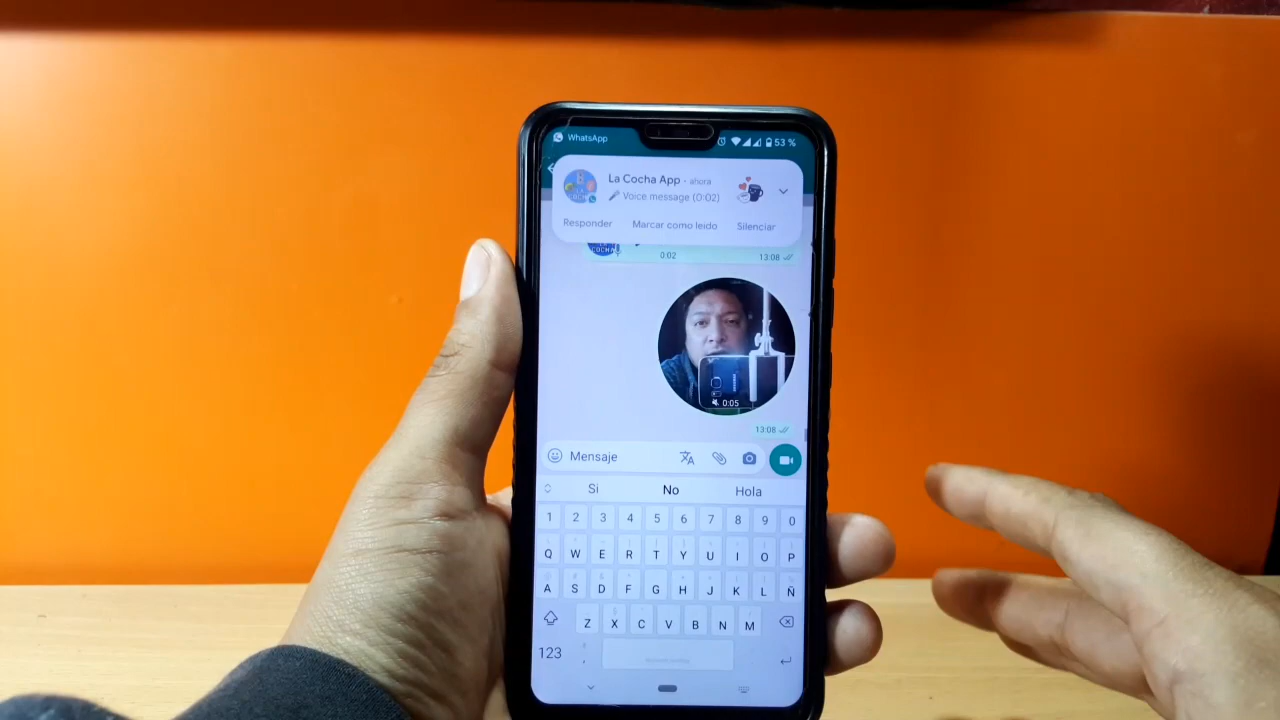 WhatsApp
53 %
La Cocha App • ahora
Voice message (0:02)
Responder Marcar como leído Silenciar
0:02 13:08
0:05
13:08
Mensaje
Si No Hola
1 2 3 4 5 6 7 8 9 0
Q W E R T Y U I O P
A S D F G H J K L Ñ
Z X C V B N M
123